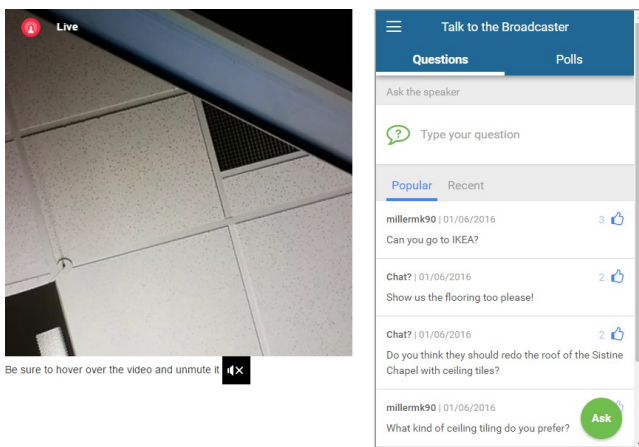 Live
Be sure to hover over the video and unmute it
Talk to the Broadcaster
Questions
Polls
Ask the speaker
Type your question
Popular
Recent
millermk90 | 01/06/2016
3
Can you go to IKEA?
Chat? | 01/06/2016
2
Show us the flooring too please!
Chat? | 01/06/2016
2
Do you think they should redo the roof of the Sistine
Chapel with ceiling tiles?
millermk90 | 01/06/2016
What kind of ceiling tiling do you prefer?
Ask